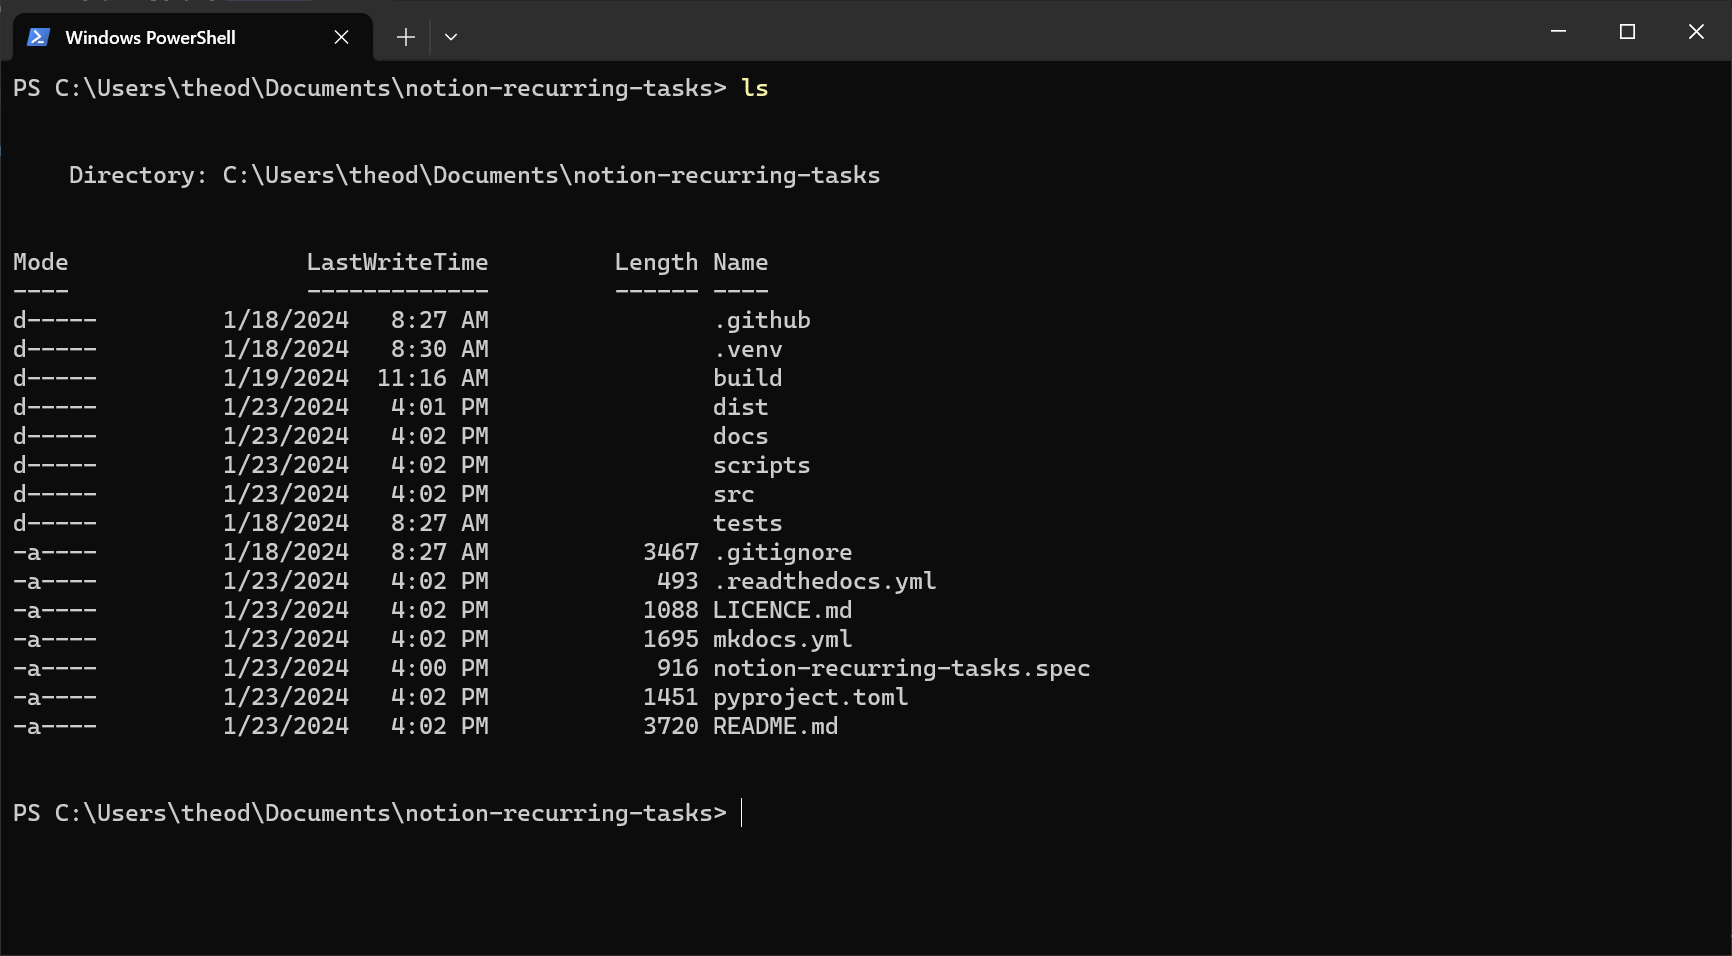 Windows PowerShell
PS C:\Users\theod\Documents\notion-recurring-tasks> ls
    Directory: C:\Users\theod\Documents\notion-recurring-tasks
Mode                 LastWriteTime         Length Name
----                 -------------         ------ ----
d-----         1/18/2024   8:27 AM                .github
d-----         1/18/2024   8:30 AM                .venv
d-----         1/19/2024  11:16 AM                build
d-----         1/23/2024   4:01 PM                dist
d-----         1/23/2024   4:02 PM                docs
d-----         1/23/2024   4:02 PM                scripts
d-----         1/23/2024   4:02 PM                src
d-----         1/18/2024   8:27 AM                tests
-a----         1/18/2024   8:27 AM           3467 .gitignore
-a----         1/23/2024   4:02 PM            493 .readthedocs.yml
-a----         1/23/2024   4:02 PM           1088 LICENCE.md
-a----         1/23/2024   4:02 PM           1695 mkdocs.yml
-a----         1/23/2024   4:00 PM            916 notion-recurring-tasks.spec
-a----         1/23/2024   4:02 PM           1451 pyproject.toml
-a----         1/23/2024   4:02 PM           3720 README.md
PS C:\Users\theod\Documents\notion-recurring-tasks>